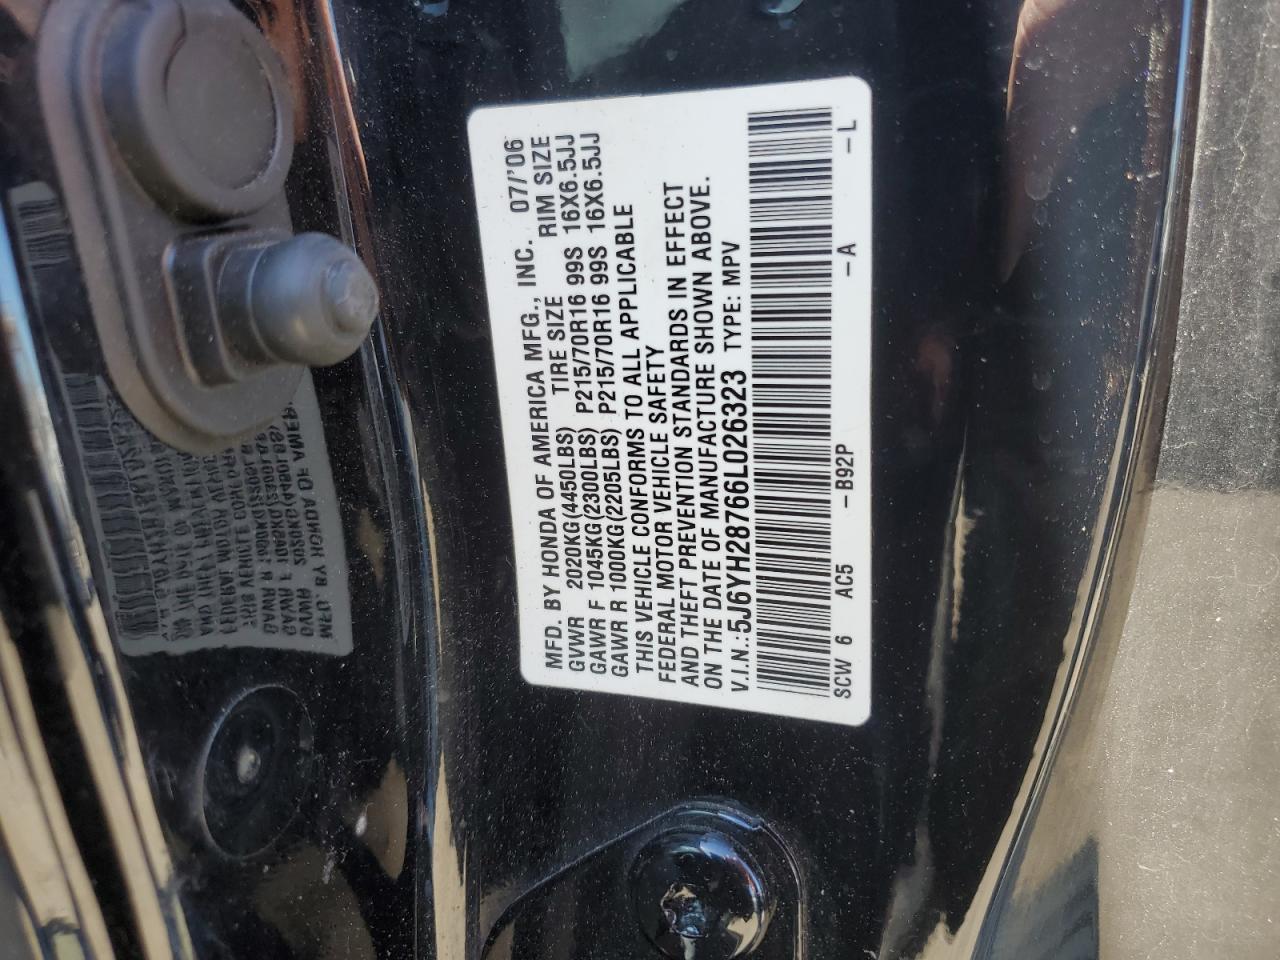 MFD. BY HONDA OF AMERICA MFG., INC. 07/'06
GVWR 2020KG(4450LBS) TIRE SIZE RIM SIZE
GAWR F 1045KG(2300LBS) P215/70R16 99S 16X6.5JJ
GAWR R 1000KG(2205LBS) P215/70R16 99S 16X6.5JJ
THIS VEHICLE CONFORMS TO ALL APPLICABLE
FEDERAL MOTOR VEHICLE SAFETY
AND THEFT PREVENTION STANDARDS IN EFFECT
ON THE DATE OF MANUFACTURE SHOWN ABOVE.
V.I.N.:5J6YH28766L026323 TYPE: MPV
SCW 6 AC5 -B92P -A -L